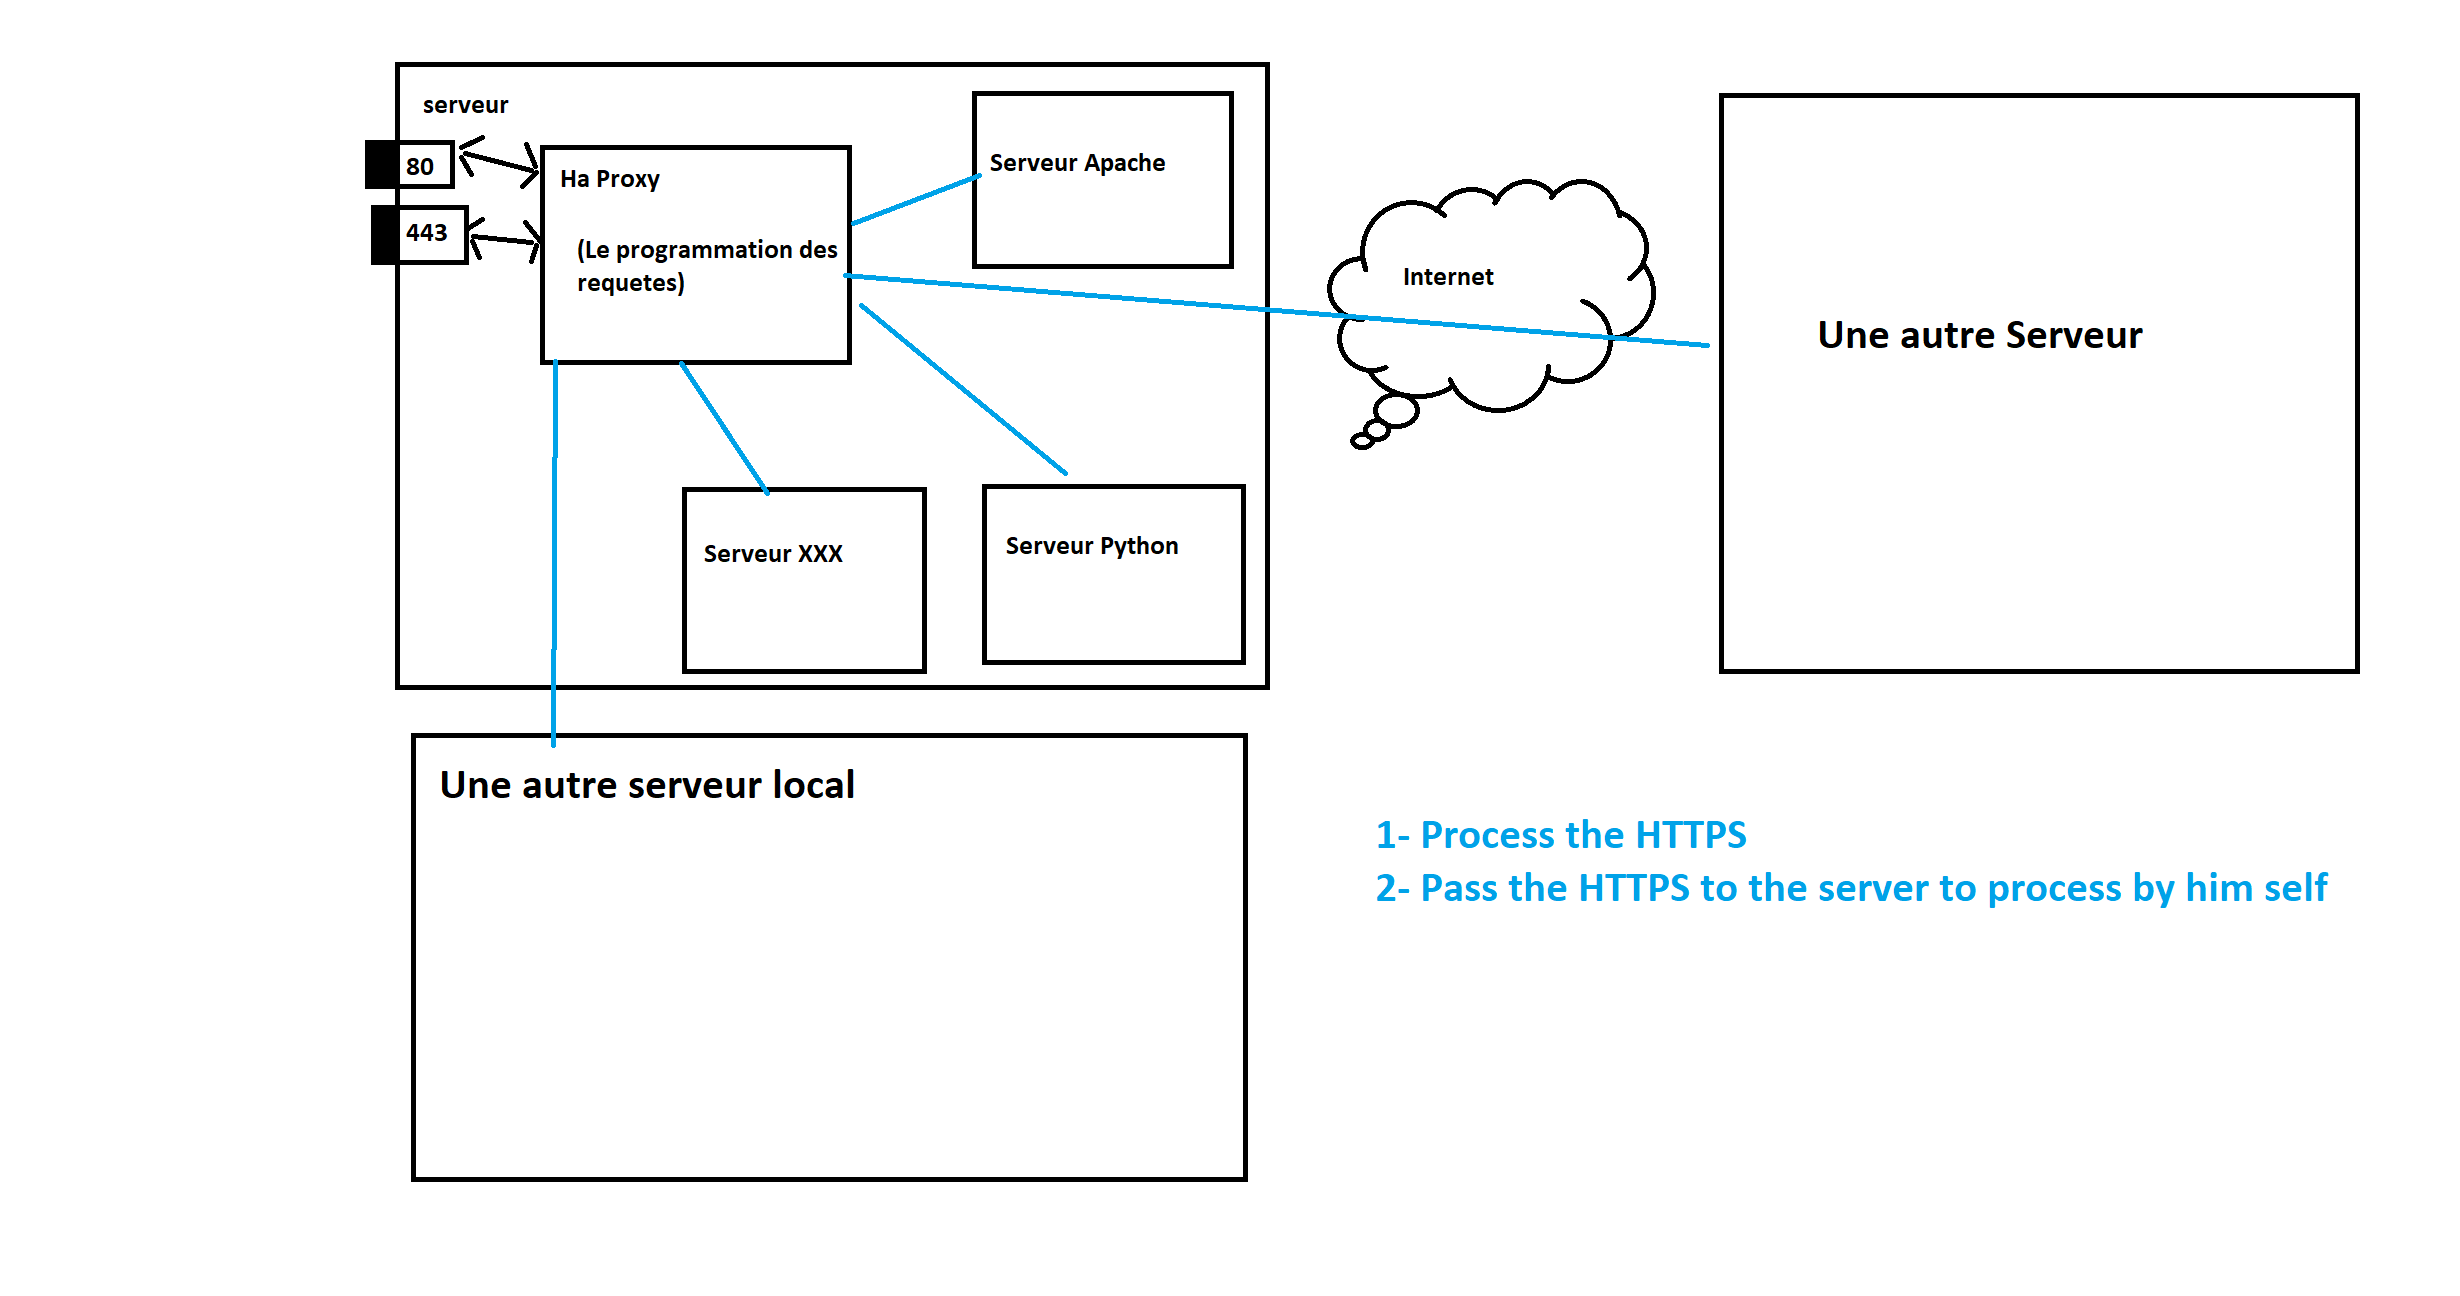 serveur
80
443
Ha Proxy
(Le programmation des
requetes)
Serveur Apache
Internet
Une autre Serveur
Serveur XXX
Serveur Python
Une autre serveur local
1- Process the HTTPS
2- Pass the HTTPS to the server to process by him self